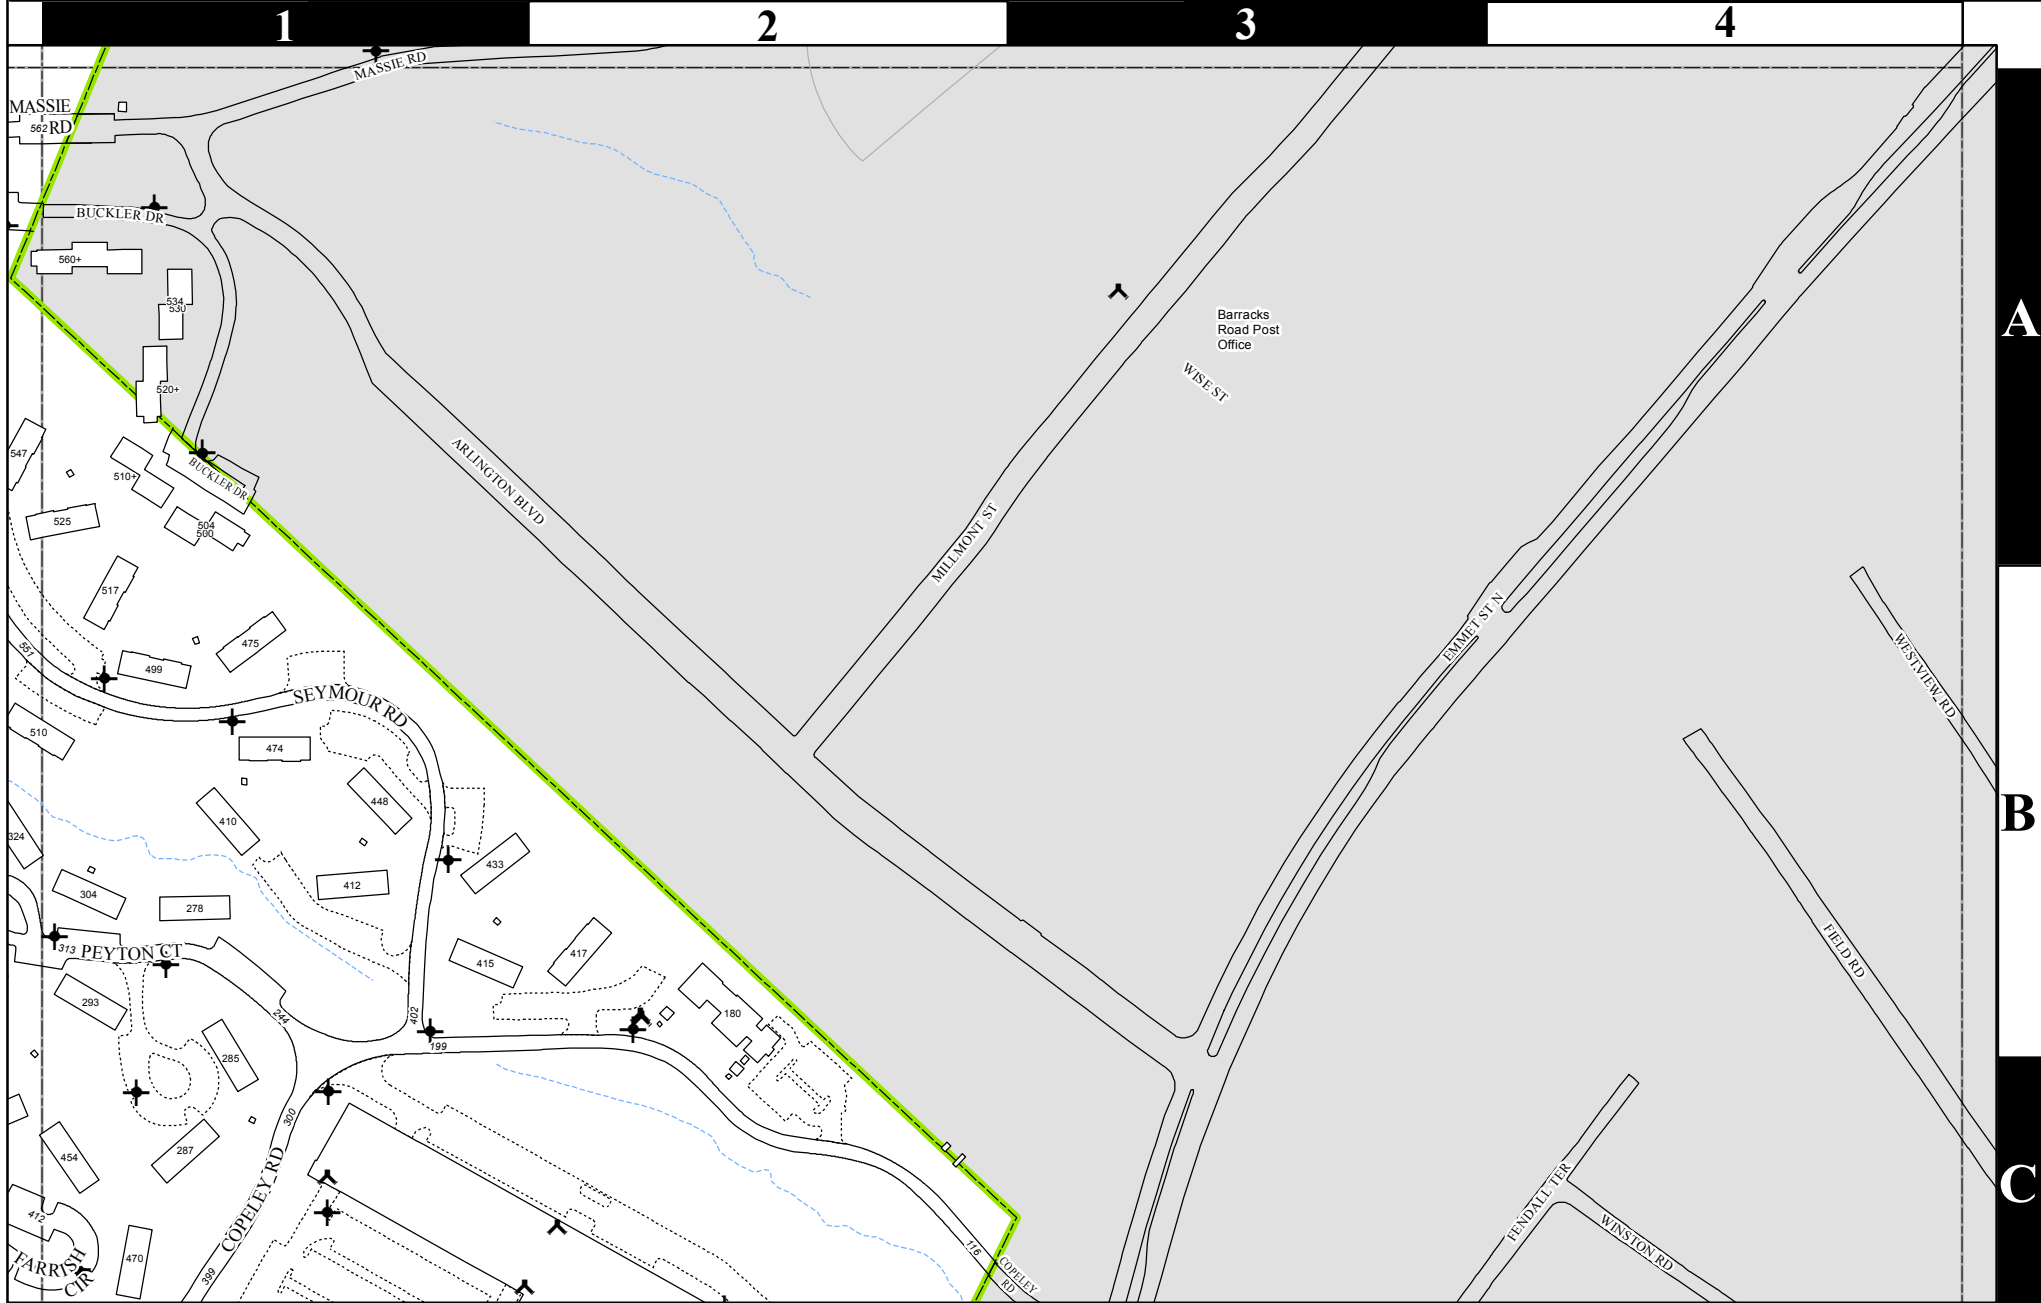 1
2
3
4
MASSIE RD
MASSIE
RD
562
BUCKLER DR
560+
534
530
520+
A
Barracks
Road Post
Office
WISE ST
547
510+
BUCKLER DR
ARLINGTON BLVD
525
504
500
MILLMONT ST
517
475
499
551
EMMET ST N
WESTVIEW RD
SEYMOUR RD
510
474
448
410
B
324
433
412
304
278
313
PEYTON CT
417
415
FIELD RD
293
244
402
180
199
285
300
454
287
C
COPELEY RD
412
FARRISH
CIR
470
399
116
COPELEY
RD
FENDALL TER
WINSTON RD